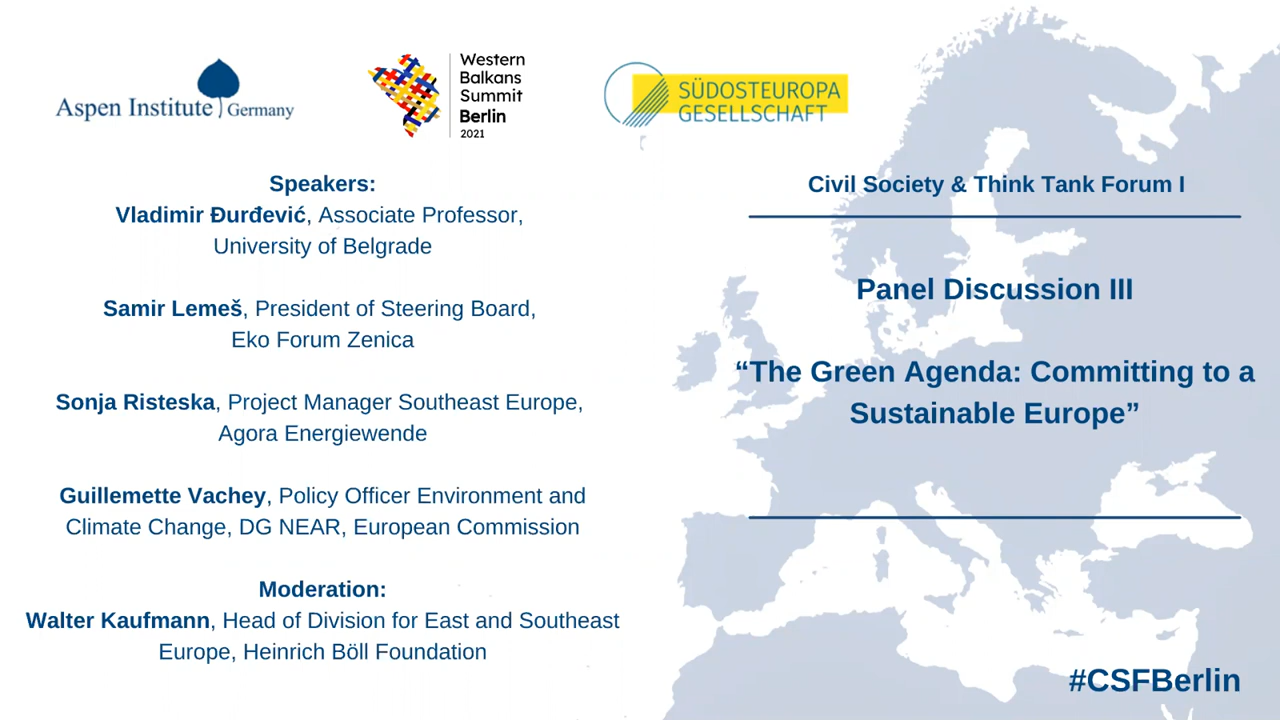 Aspen Institute Germany
Western
Balkans
Summit
Berlin
2021
SÜDOSTEUROPA
GESELLSCHAFT
Speakers:
Vladimir Đurđević, Associate Professor,
University of Belgrade
Samir Lemeš, President of Steering Board,
Eko Forum Zenica
Sonja Risteska, Project Manager Southeast Europe,
Agora Energiewende
Guillemette Vachey, Policy Officer Environment and
Climate Change, DG NEAR, European Commission
Moderation:
Walter Kaufmann, Head of Division for East and Southeast
Europe, Heinrich Böll Foundation
Civil Society & Think Tank Forum I
Panel Discussion III
“The Green Agenda: Committing to a
Sustainable Europe”
#CSFBerlin